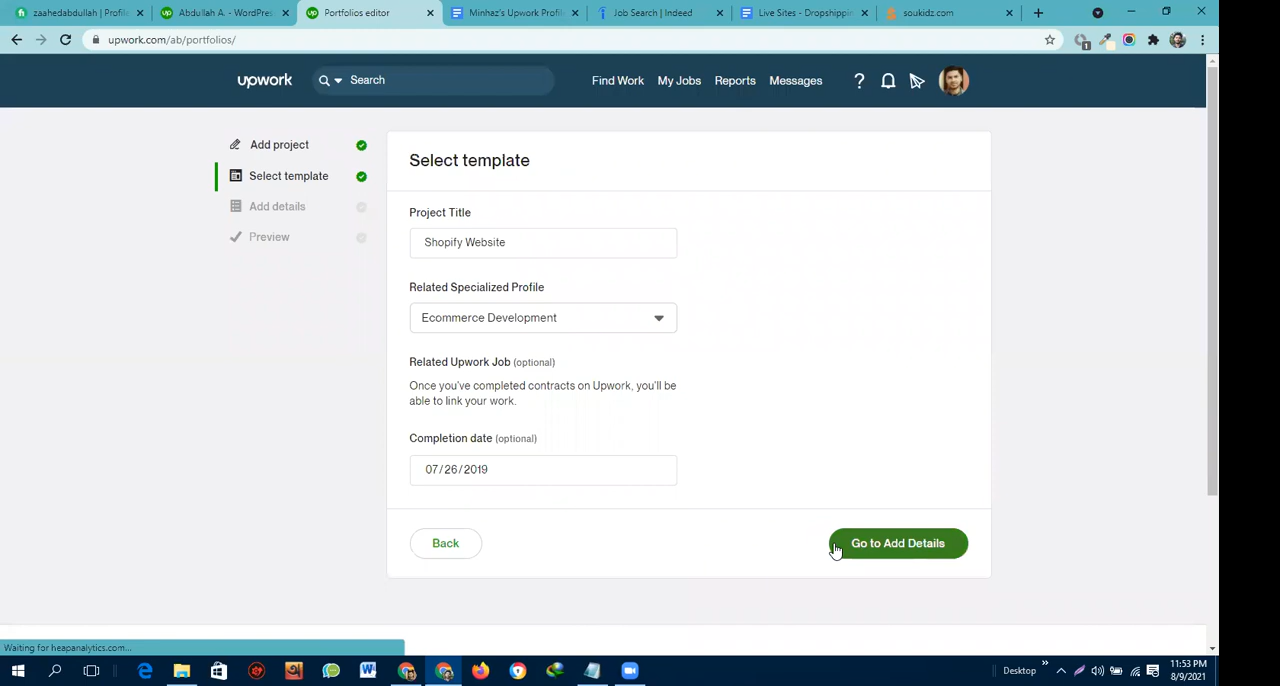 zaahedabdullah | Profile
Abdullah A. - WordPres
Portfolios editor
Minhaz's Upwork Profil
Job Search | Indeed
Live Sites - Dropshippin
soukidz.com
upwork.com/ab/portfolios/
1
upwork
Search
Find Work
My Jobs
Reports
Messages
?
Add project
Select template
Add details
Preview
Select template
Project Title
Shopify Website
Related Specialized Profile
Ecommerce Development
Related Upwork Job (optional)
Once you've completed contracts on Upwork, you'll be
able to link your work.
Completion date (optional)
07/26/2019
Back
Go to Add Details
Waiting for heapanalytics.com...
Desktop
11:53 PM
8/9/2021